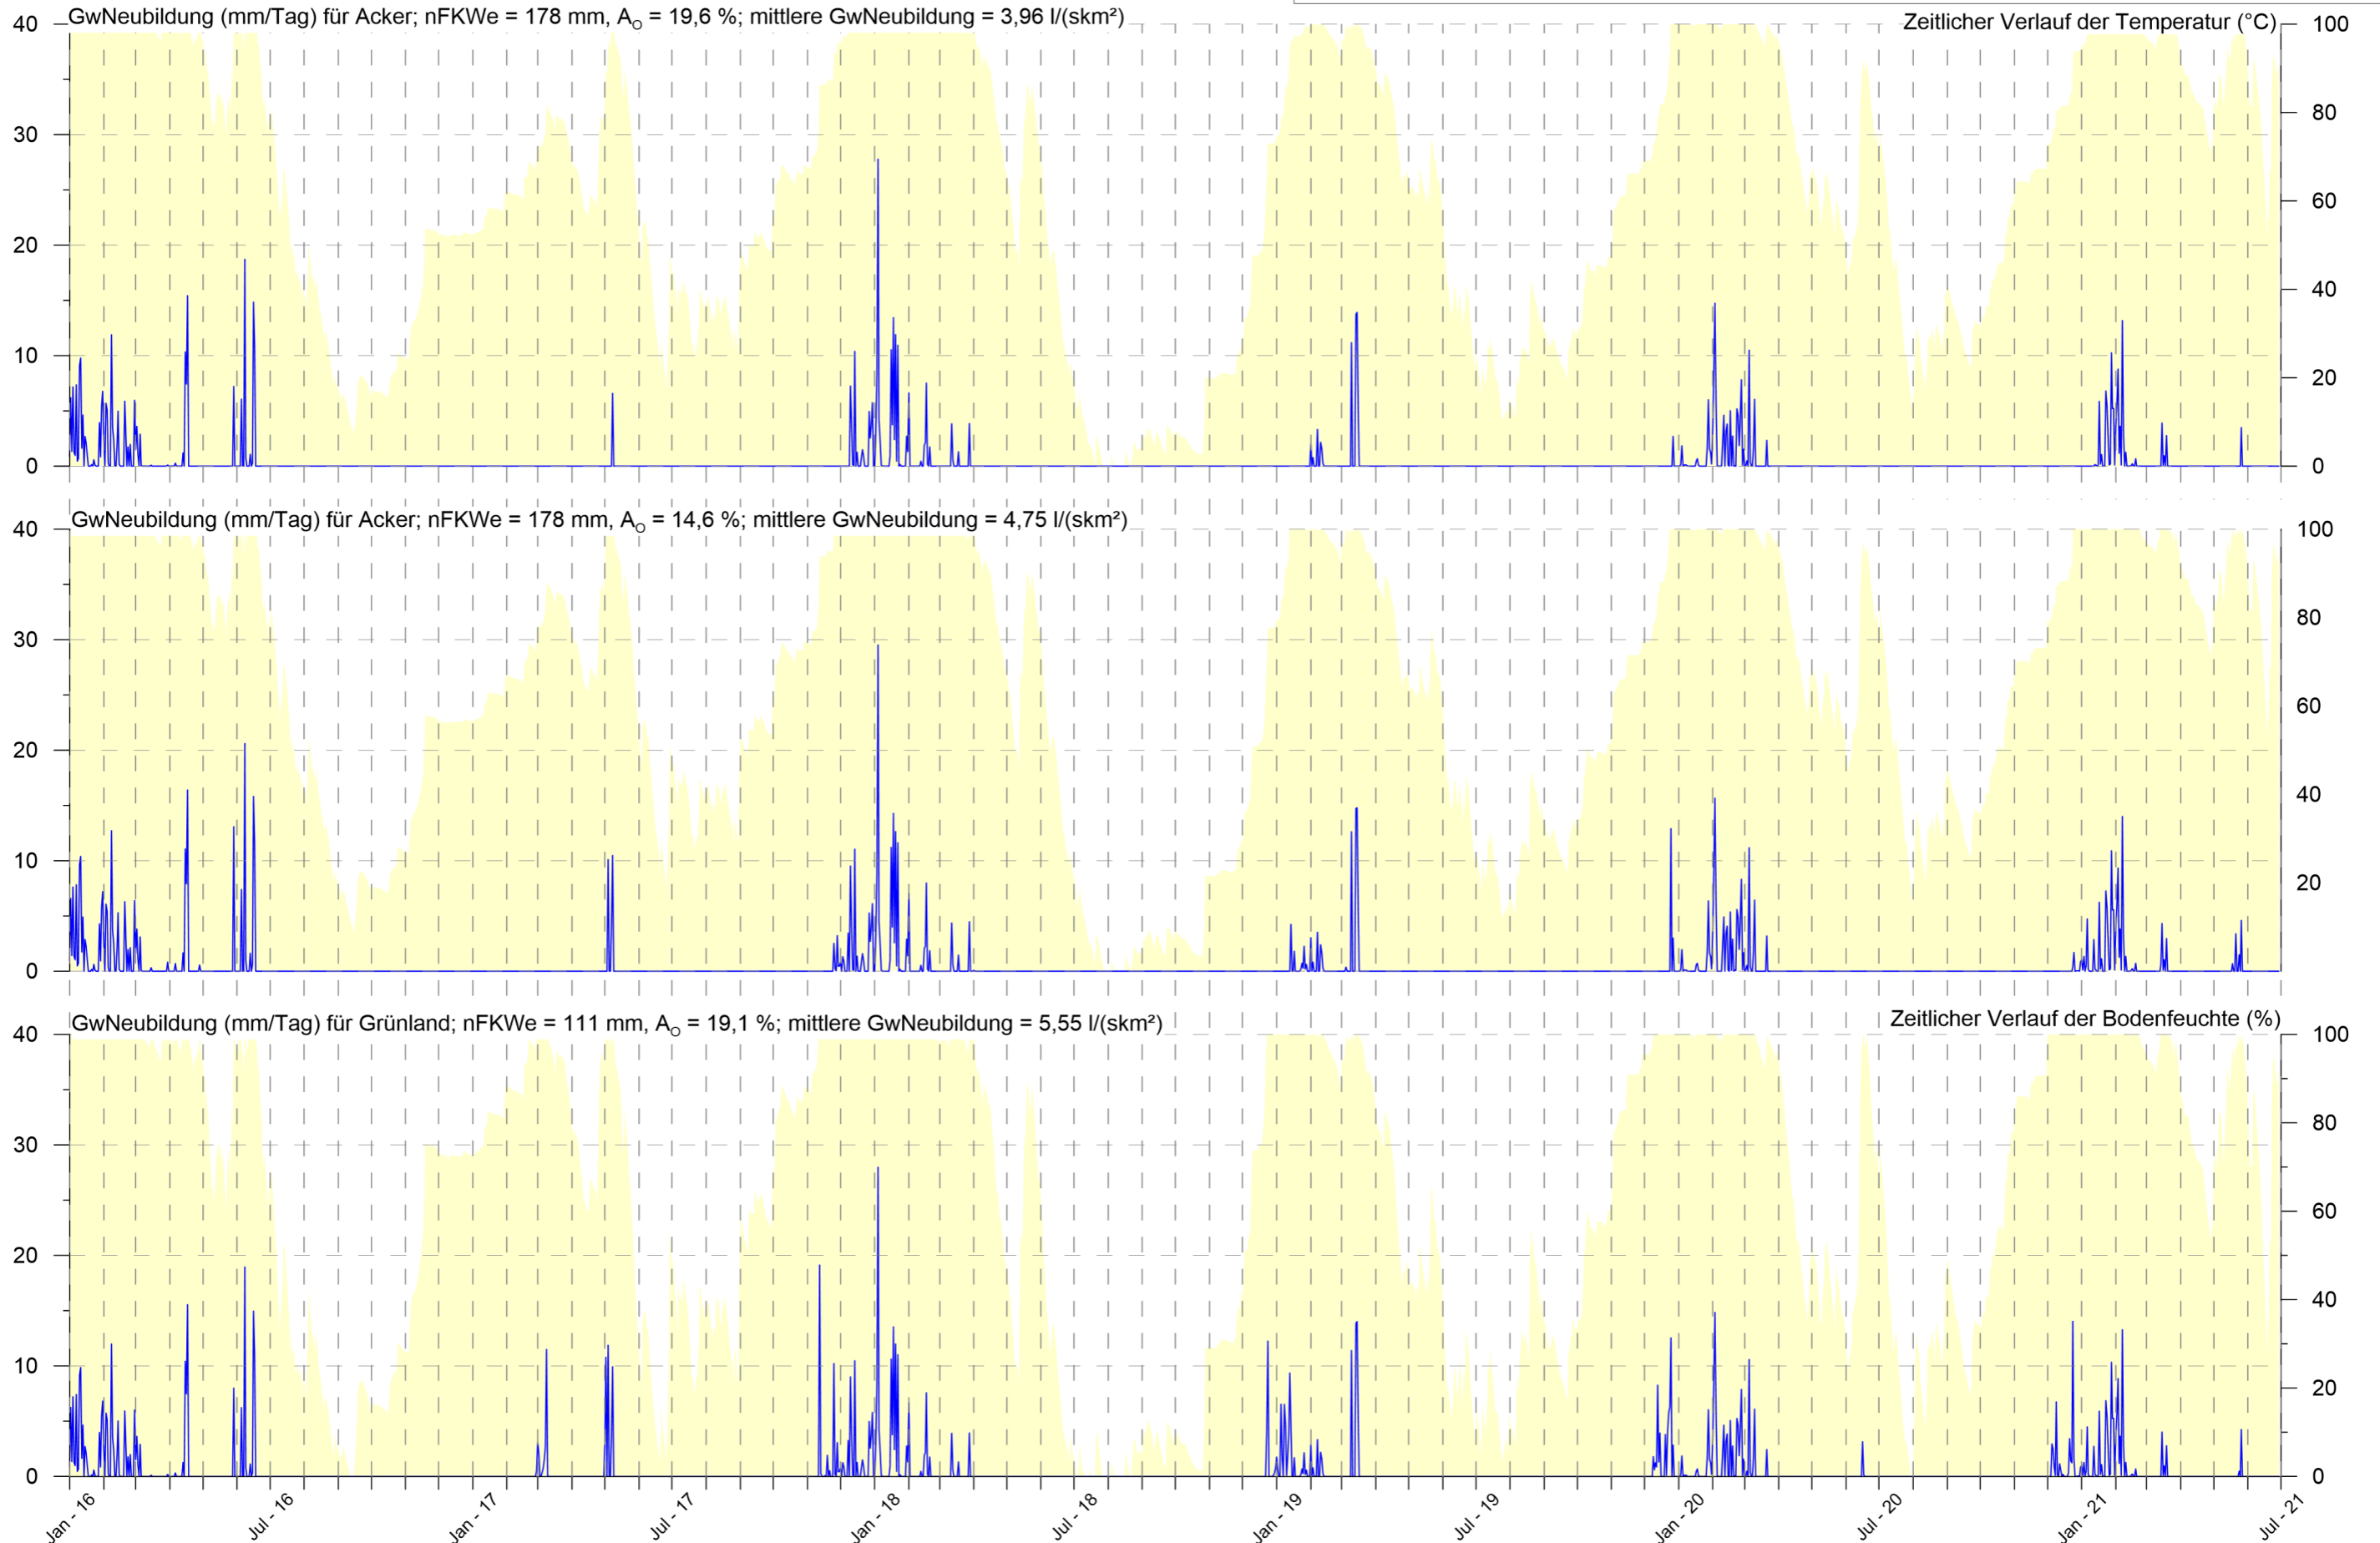 GwNeubildung (mm/Tag) für Acker; nFKWe = 178 mm, AO = 19,6 %; mittlere GwNeubildung = 3,96 l/(skm²)
Zeitlicher Verlauf der Temperatur (°C)
40
30
20
10
0
100
80
60
40
20
0
GwNeubildung (mm/Tag) für Acker; nFKWe = 178 mm, AO = 14,6 %; mittlere GwNeubildung = 4,75 l/(skm²)
40
30
20
10
0
100
80
60
40
20
GwNeubildung (mm/Tag) für Grünland; nFKWe = 111 mm, AO = 19,1 %; mittlere GwNeubildung = 5,55 l/(skm²)
Zeitlicher Verlauf der Bodenfeuchte (%)
40
30
20
10
0
100
80
60
40
20
0
Jan - 16
Jul - 16
Jan - 17
Jul - 17
Jan - 18
Jul - 18
Jan - 19
Jul - 19
Jan - 20
Jul - 20
Jan - 21
Jul - 21